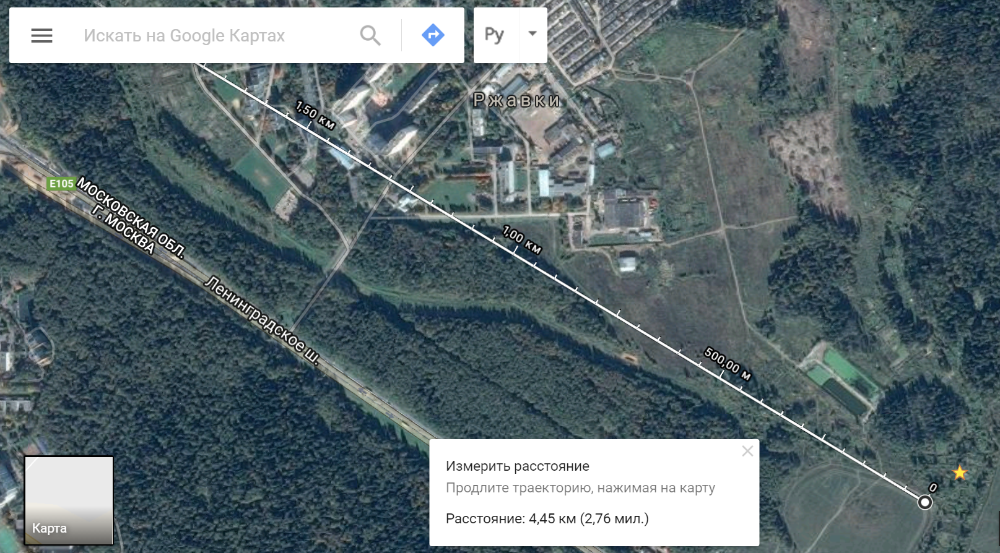 Искать на Google Картах
Ру
Ржавки
1,50 км
E105
МОСКОВСКАЯ ОБЛ.
Г. МОСКВА
1,00 км
Ленинградское ш.
500,00 м
0
Измерить расстояние
Продлите траекторию, нажимая на карту
Расстояние: 4,45 км (2,76 мил.)
Карта